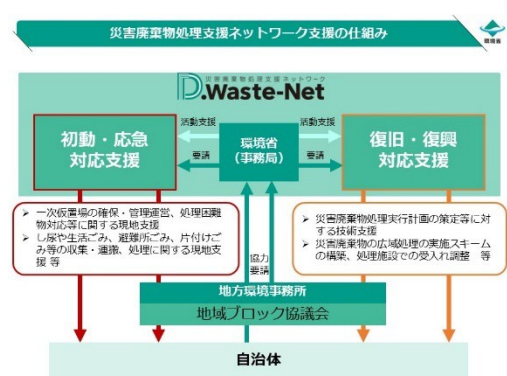 災害廃棄物処理支援ネットワーク支援の仕組み
環境省
災害廃棄物処理支援ネットワーク
D.Waste-Net
初動・応急
対応支援
活動支援
要請
環境省
(事務局)
活動支援
要請
復旧・復興
対応支援
➢ 一次仮置場の確保・管理運営、処理困難
物対応等に関する現地支援
➢ し尿や生活ごみ、避難所ごみ、片付けご
み等の収集・運搬、処理に関する現地支
援 等
➢ 災害廃棄物処理実行計画の策定等に対
する技術支援
➢ 災害廃棄物の広域処理の実施スキーム
の構築、処理施設での受入れ調整 等
協力
要請
地方環境事務所
地域ブロック協議会
自治体